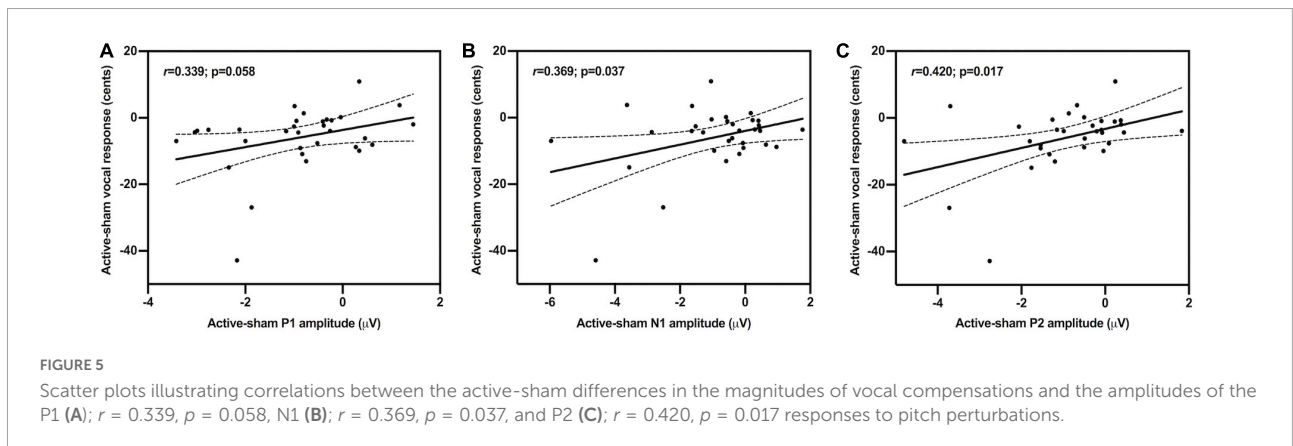 A
B
C
r=0.339; p=0.058
r=0.369; p=0.037
r=0.420; p=0.017
20
0
-20
-40
Active-sham vocal response (cents)
-4
-2
0
2
Active-sham P1 amplitude (μV)
20
0
-20
-40
Active-sham vocal response (cents)
-6
-4
-2
0
2
Active-sham N1 amplitude (μV)
20
0
-20
-40
Active-sham vocal response (cents)
-4
-2
0
2
Active-sham P2 amplitude (μV)
FIGURE 5
Scatter plots illustrating correlations between the active-sham differences in the magnitudes of vocal compensations and the amplitudes of the
P1 (A); r = 0.339, p = 0.058, N1 (B); r = 0.369, p = 0.037, and P2 (C); r = 0.420, p = 0.017 responses to pitch perturbations.